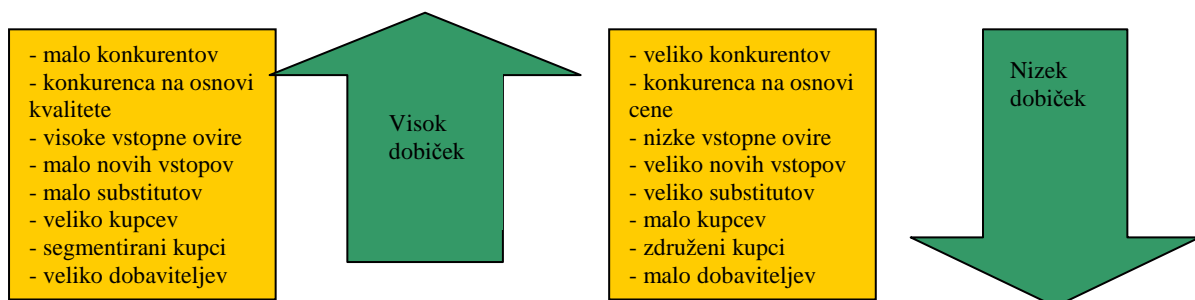 - malo konkurentov
- konkurenca na osnovi
kvalitete
- visoke vstopne ovire
- malo novih vstopov
- malo substitutov
- veliko kupcev
- segmentirani kupci
- veliko dobaviteljev
Visok
dobiček
- veliko konkurentov
- konkurenca na osnovi
cene
- nizke vstopne ovire
- veliko novih vstopov
- veliko substitutov
- malo kupcev
- združeni kupci
- malo dobaviteljev
Nizek
dobiček